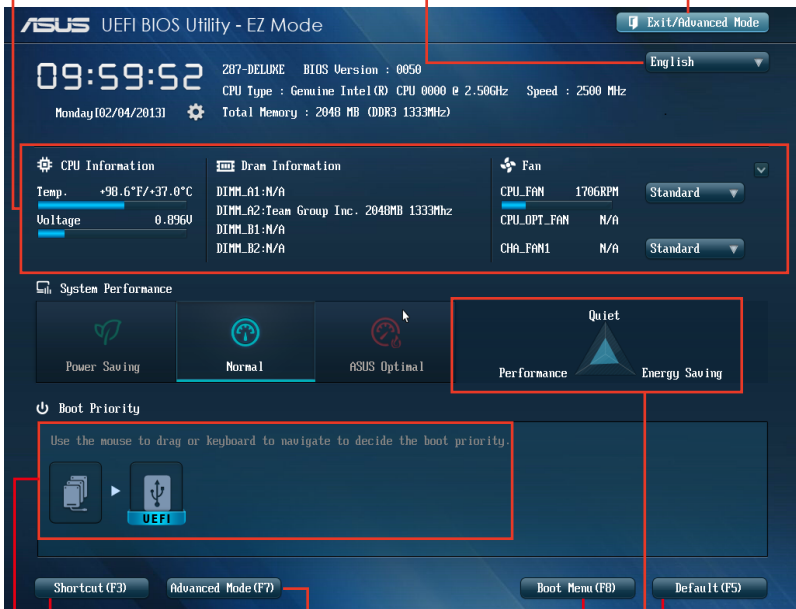 ASUS UEFI BIOS Utility - EZ Mode
Exit/Advanced Mode
English
09:59:52
Monday[02/04/2013]
Z87-DELUXE BIOS Version : 0050
CPU Type : Genuine Intel(R) CPU 0000 @ 2.50GHz Speed : 2500 MHz
Total Memory : 2048 MB (DDR3 1333MHz)
CPU Information
Temp. +98.6°F/+37.0°C
Voltage 0.896V
Dram Information
DIMM_A1:N/A
DIMM_A2:Team Group Inc. 2048MB 1333Mhz
DIMM_B1:N/A
DIMM_B2:N/A
Fan
CPU_FAN 1706RPM Standard
CPU_OPT_FAN N/A
CHA_FAN1 N/A Standard
System Performance
Power Saving
Normal
ASUS Optimal
Quiet
Performance
Energy Saving
Boot Priority
Use the mouse to drag or keyboard to navigate to decide the boot priority.
UEFI
Shortcut(F3)
Advanced Mode(F7)
Boot Menu(F8)
Default(F5)